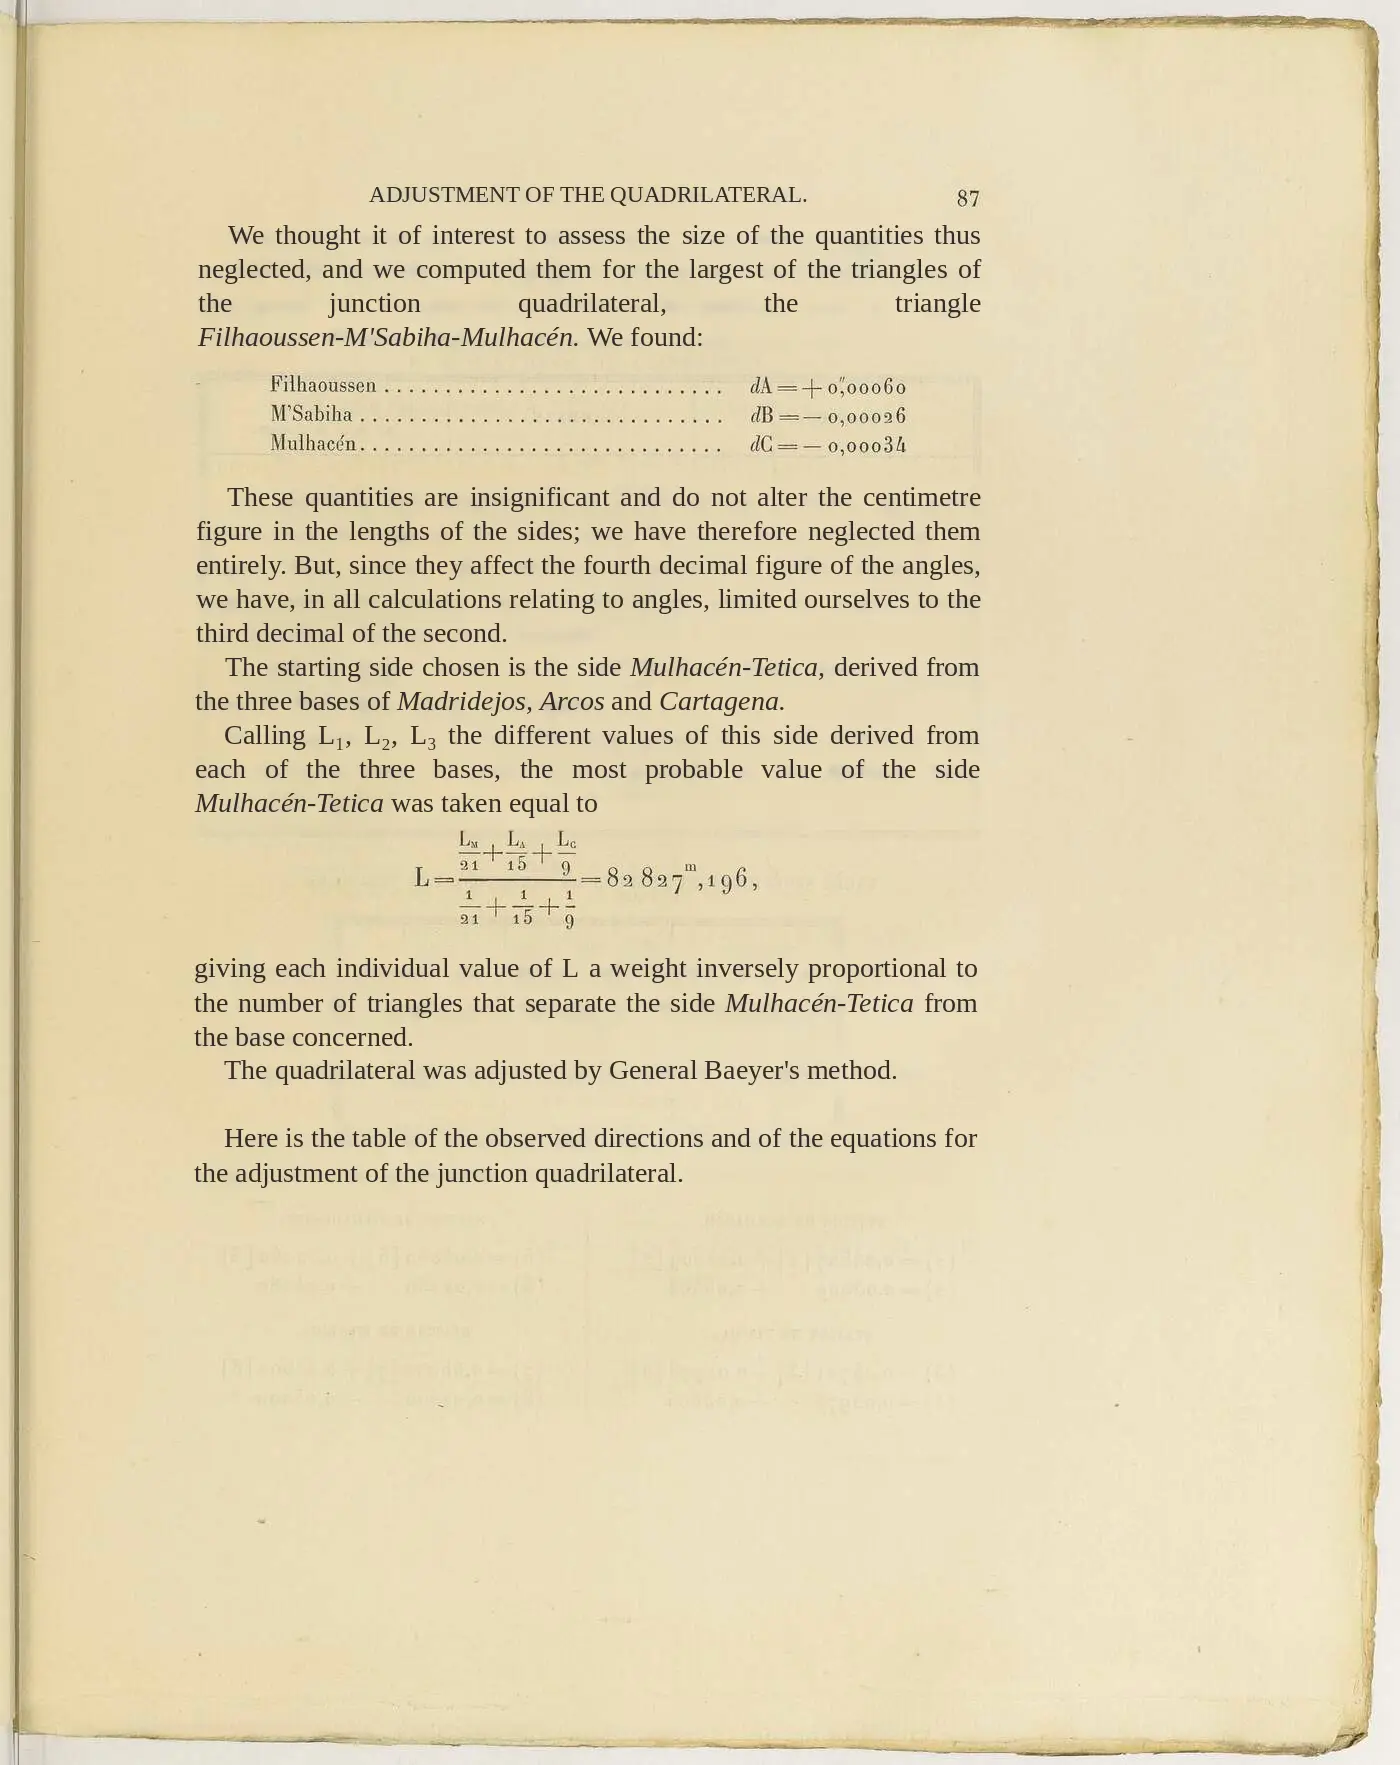 ADJUSTMENT OF THE QUADRILATERAL. 87
We thought it of interest to assess the size of the quantities thus
neglected, and we computed them for the largest of the triangles of
the junction quadrilateral, the triangle
Filhaoussen-M'Sabiha-Mulhacén. We found:
Filhaoussen ............................ dA = + 0",00060
M'Sabiha .............................. dB = — 0,00026
Mulhacén .............................. dC = — 0,00034
These quantities are insignificant and do not alter the centimetre
figure in the lengths of the sides; we have therefore neglected them
entirely. But, since they affect the fourth decimal figure of the angles,
we have, in all calculations relating to angles, limited ourselves to the
third decimal of the second.
The starting side chosen is the side Mulhacén-Tetica, derived from
the three bases of Madridejos, Arcos and Cartagena.
Calling L₁, L₂, L₃ the different values of this side derived from
each of the three bases, the most probable value of the side
Mulhacén-Tetica was taken equal to
L = (L_M/21 + L_A/15 + L_C/9) / (1/21 + 1/15 + 1/9) = 82 827ᵐ,196,
giving each individual value of L a weight inversely proportional to
the number of triangles that separate the side Mulhacén-Tetica from
the base concerned.
The quadrilateral was adjusted by General Baeyer's method.
Here is the table of the observed directions and of the equations for
the adjustment of the junction quadrilateral.